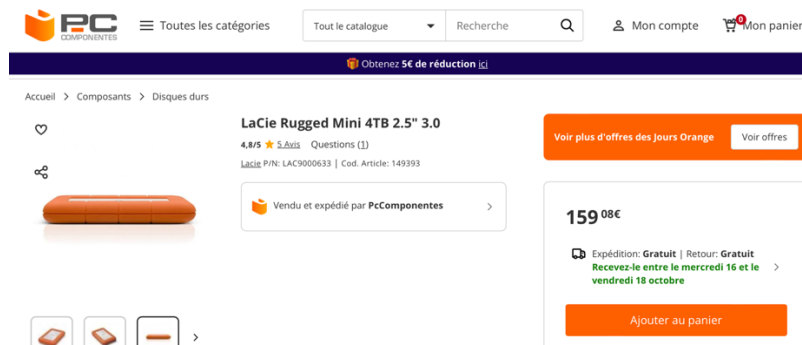 PC
COMPONENTES
Toutes les catégories
Tout le catalogue
Recherche
Mon compte
0
Mon panier
Obtenez 5€ de réduction ici
Accueil > Composants > Disques durs
LaCie Rugged Mini 4TB 2.5" 3.0
4,8/5 5 Avis Questions (1)
Lacie P/N: LAC9000633 | Cod. Article: 149393
Vendu et expédié par PcComponentes
Voir plus d'offres des Jours Orange
Voir offres
159 08€
Expédition: Gratuit | Retour: Gratuit
Recevez-le entre le mercredi 16 et le
vendredi 18 octobre
Ajouter au panier